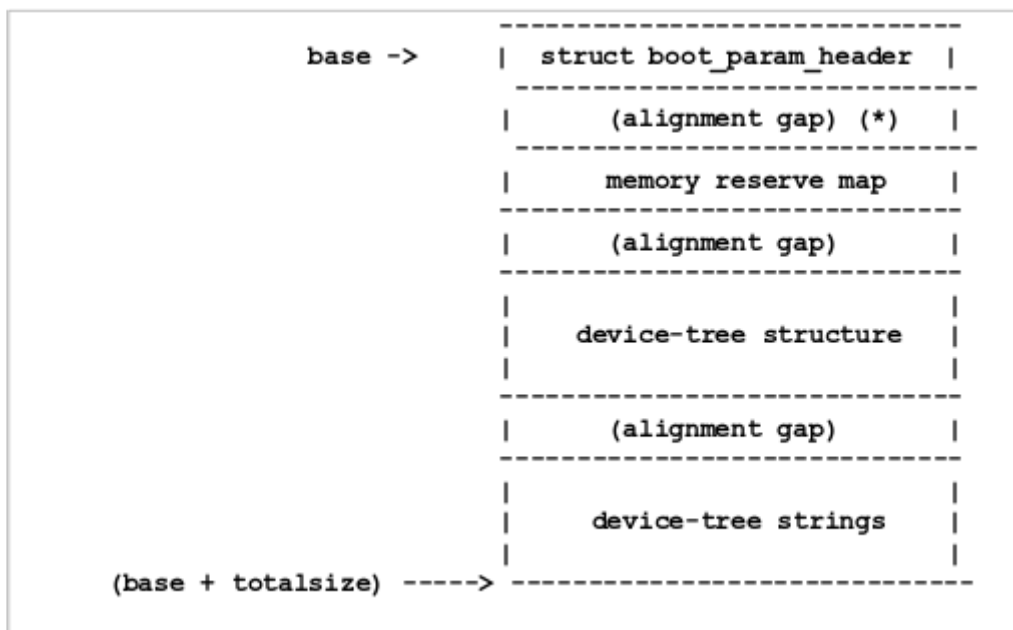 ------------------------------
base ->      |  struct boot_param_header  |
------------------------------
|      (alignment gap) (*)   |
------------------------------
|      memory reserve map    |
------------------------------
|      (alignment gap)       |
------------------------------
|                            |
|    device-tree structure   |
|                            |
------------------------------
|      (alignment gap)       |
------------------------------
|                            |
|     device-tree strings    |
|                            |
(base + totalsize) -----> ------------------------------